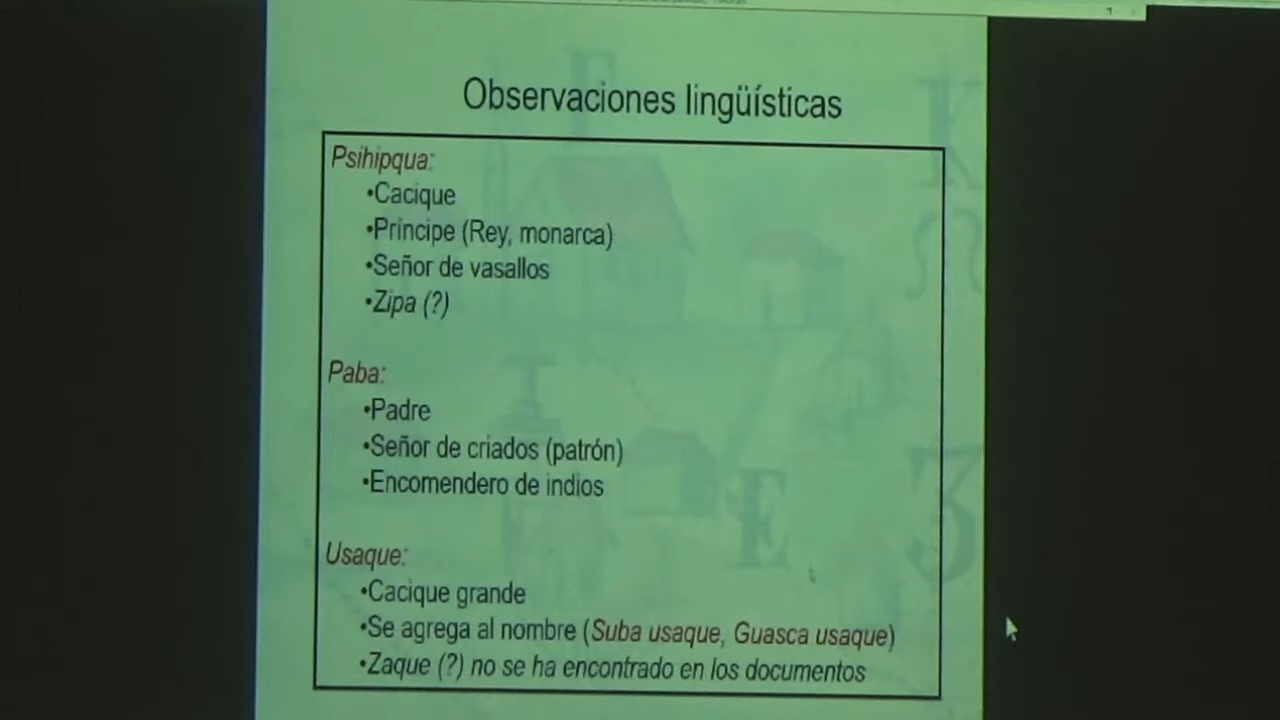 Observaciones lingüísticas
Psihipqua:
•Cacique
•Príncipe (Rey, monarca)
•Señor de vasallos
•Zipa (?)
Paba:
•Padre
•Señor de criados (patrón)
•Encomendero de indios
Usaque:
•Cacique grande
•Se agrega al nombre (Suba usaque, Guasca usaque)
•Zaque (?) no se ha encontrado en los documentos